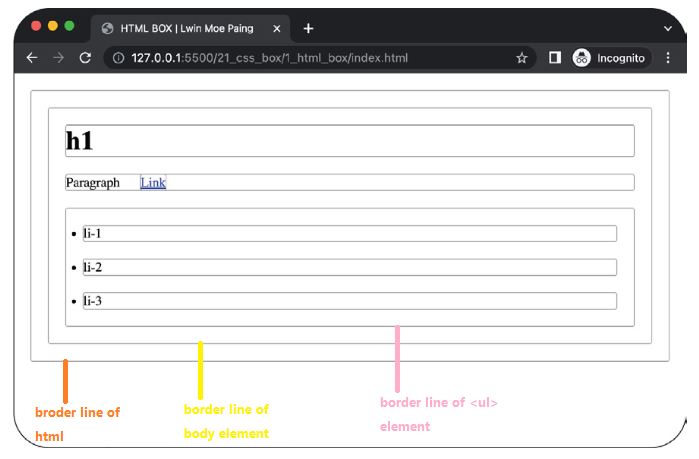 HTML BOX | Lwin Moe Paing
127.0.0.1:5500/21_css_box/1_html_box/index.html
Incognito
h1
Paragraph Link
li-1
li-2
li-3
broder line of
html
border line of
body element
border line of <ul>
element